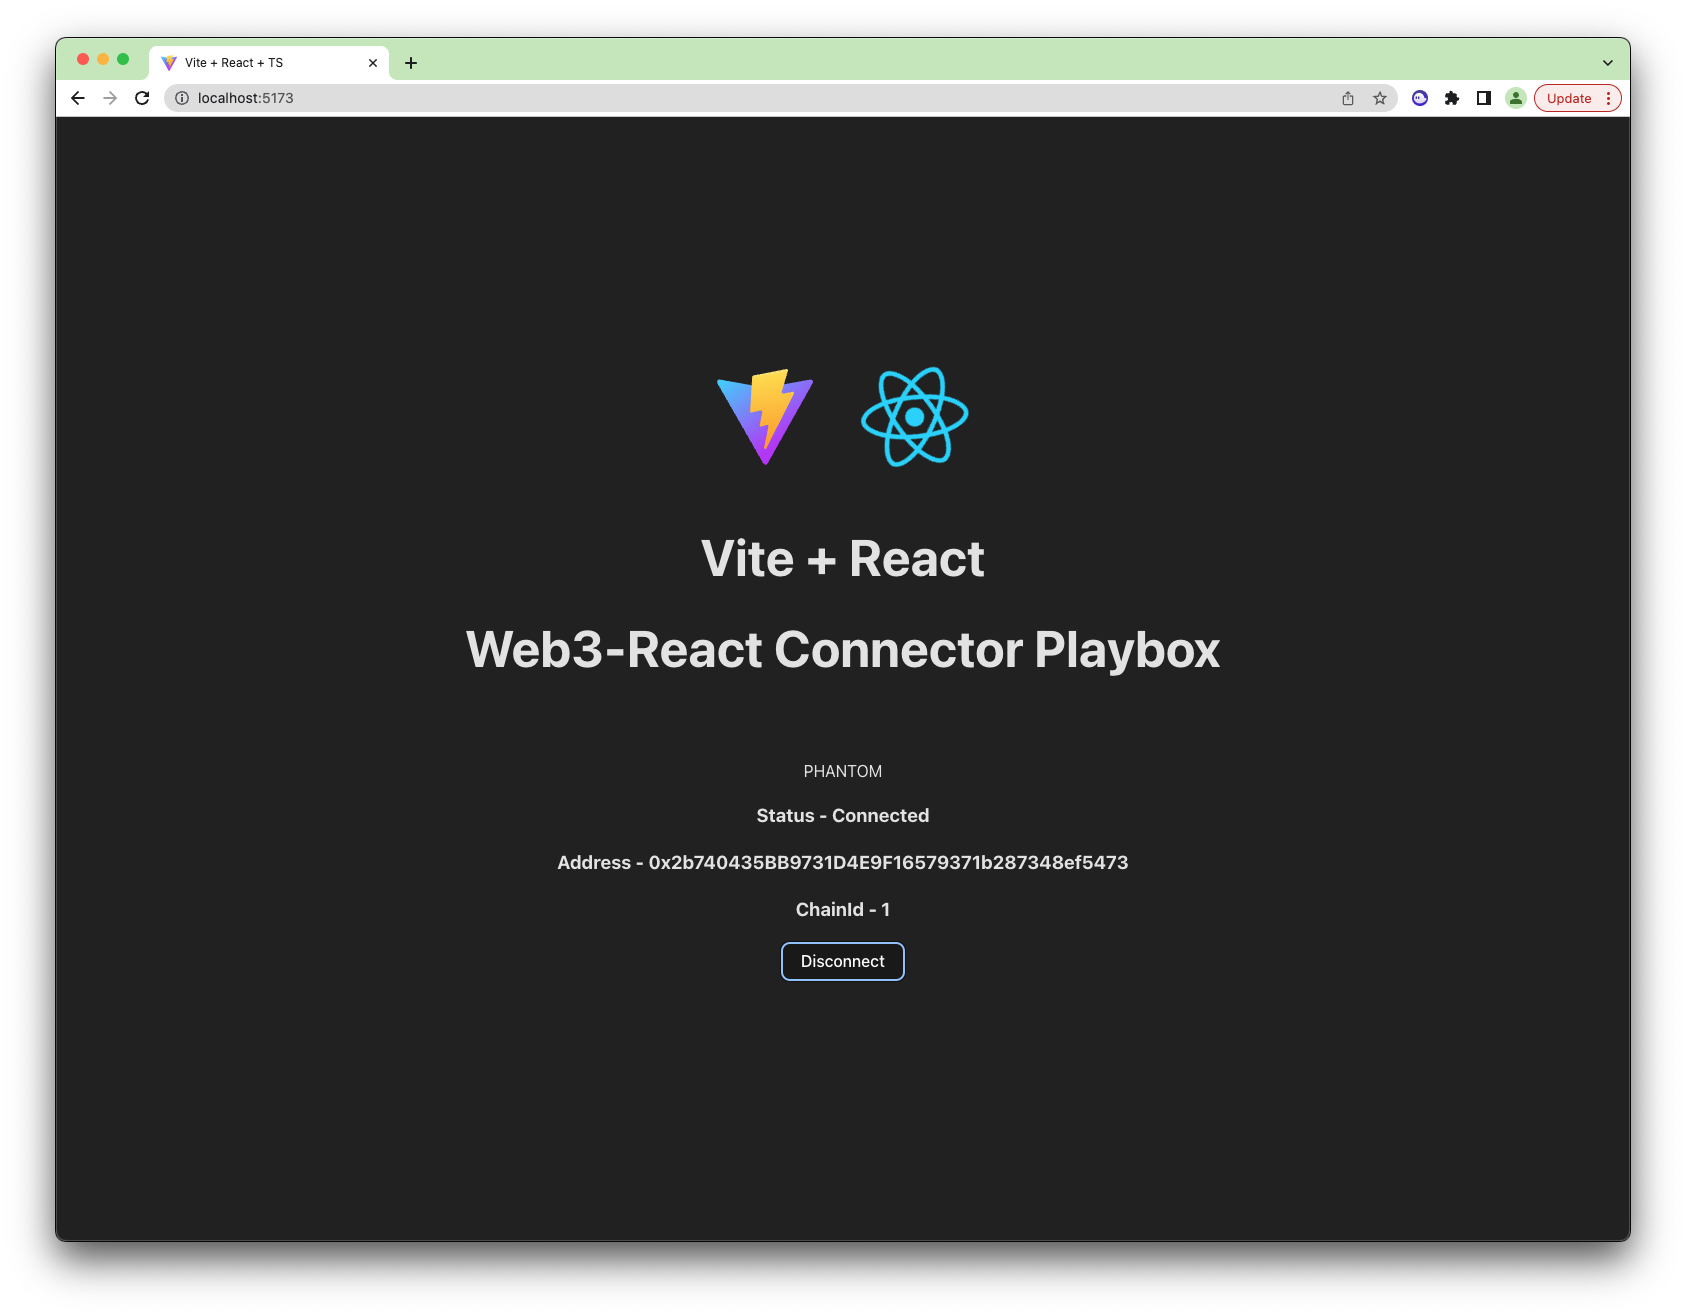 Vite + React + TS
localhost:5173
Update
Vite + React
Web3-React Connector Playbox
PHANTOM
Status - Connected
Address - 0x2b740435BB9731D4E9F16579371b287348ef5473
ChainId - 1
Disconnect